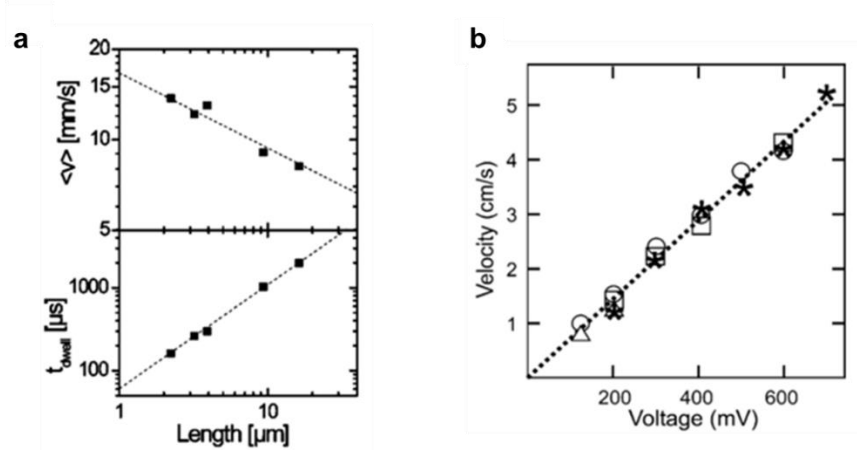 a
20
15
10
5
<v> [mm/s]
1000
100
t_dwell [µs]
1
10
Length [µm]
b
5
4
3
2
1
Velocity (cm/s)
200 400 600
Voltage (mV)